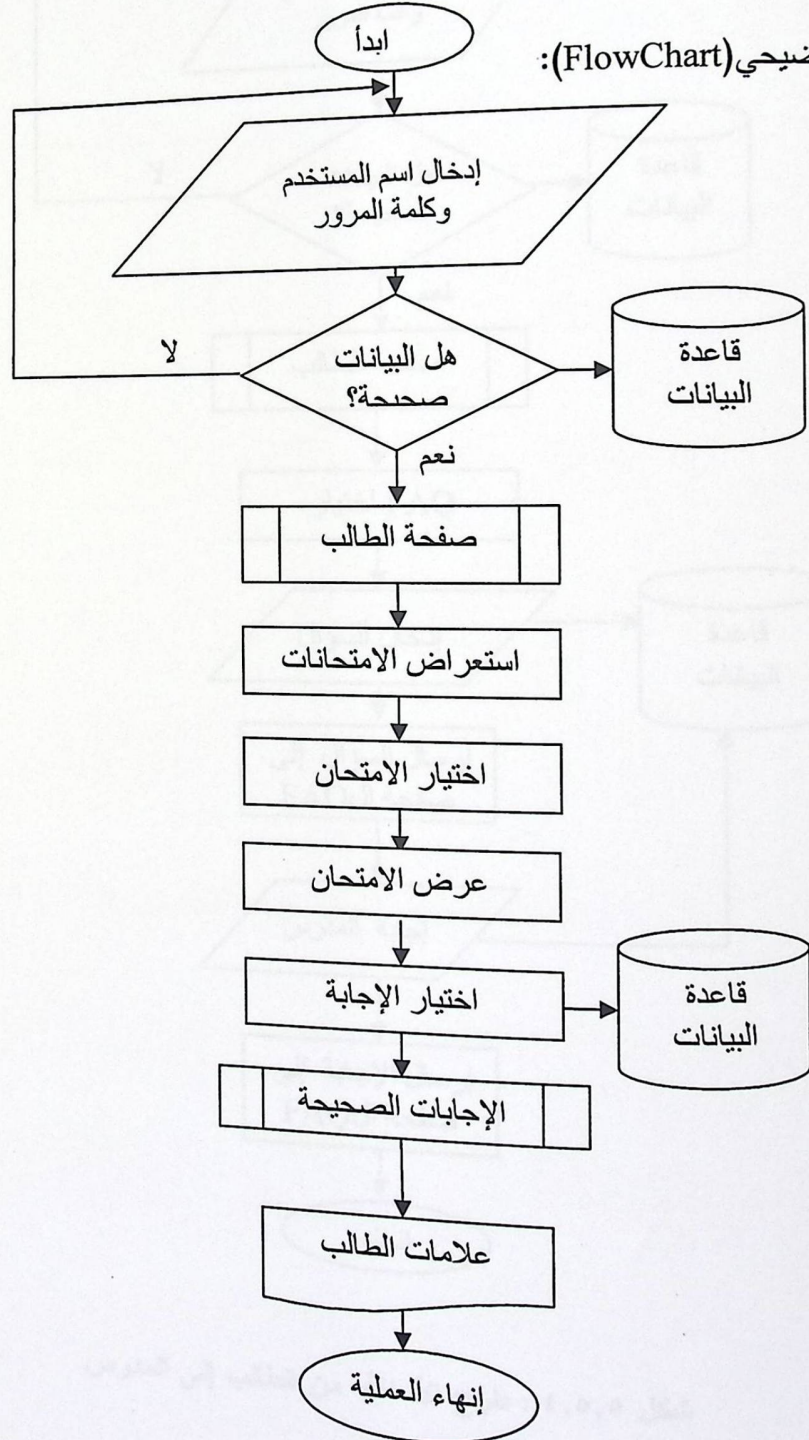 ابدأ
ضيحي(FlowChart):
إدخال اسم المستخدم
وكلمة المرور
هل البيانات
صحيحة؟
لا
قاعدة
البيانات
نعم
صفحة الطالب
استعراض الامتحانات
اختيار الامتحان
عرض الامتحان
اختيار الإجابة
قاعدة
البيانات
الإجابات الصحيحة
علامات الطالب
إنهاء العملية